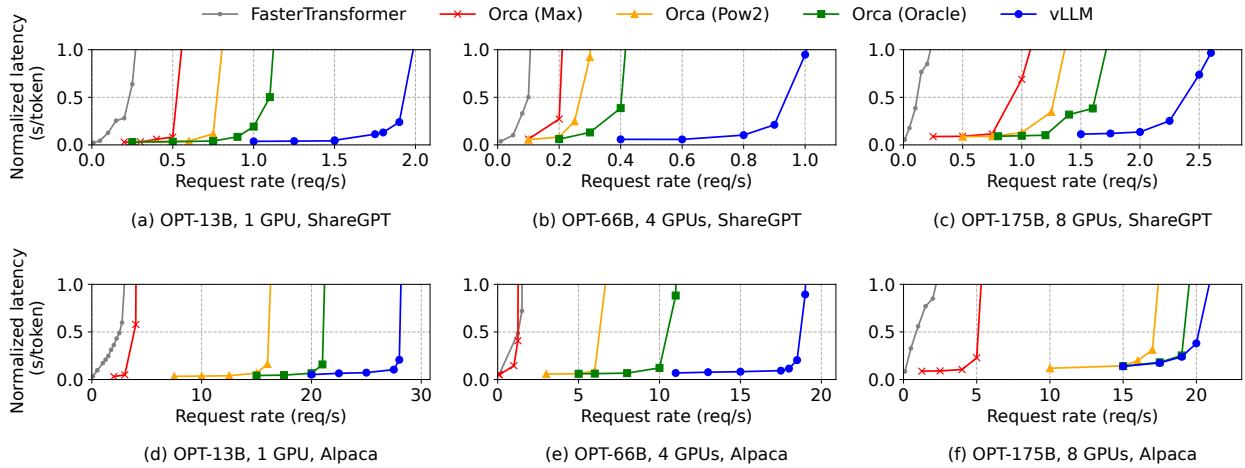 FasterTransformer Orca (Max) Orca (Pow2) Orca (Oracle) vLLM
Normalized latency
(s/token)
1.0
0.5
0.0
0.0 0.5 1.0 1.5 2.0
Request rate (req/s)
(a) OPT-13B, 1 GPU, ShareGPT
1.0
0.5
0.0
0.0 0.2 0.4 0.6 0.8 1.0
Request rate (req/s)
(b) OPT-66B, 4 GPUs, ShareGPT
1.0
0.5
0.0
0.0 0.5 1.0 1.5 2.0 2.5
Request rate (req/s)
(c) OPT-175B, 8 GPUs, ShareGPT
Normalized latency
(s/token)
1.0
0.5
0.0
0 10 20 30
Request rate (req/s)
(d) OPT-13B, 1 GPU, Alpaca
1.0
0.5
0.0
0 5 10 15 20
Request rate (req/s)
(e) OPT-66B, 4 GPUs, Alpaca
1.0
0.5
0.0
0 5 10 15 20
Request rate (req/s)
(f) OPT-175B, 8 GPUs, Alpaca